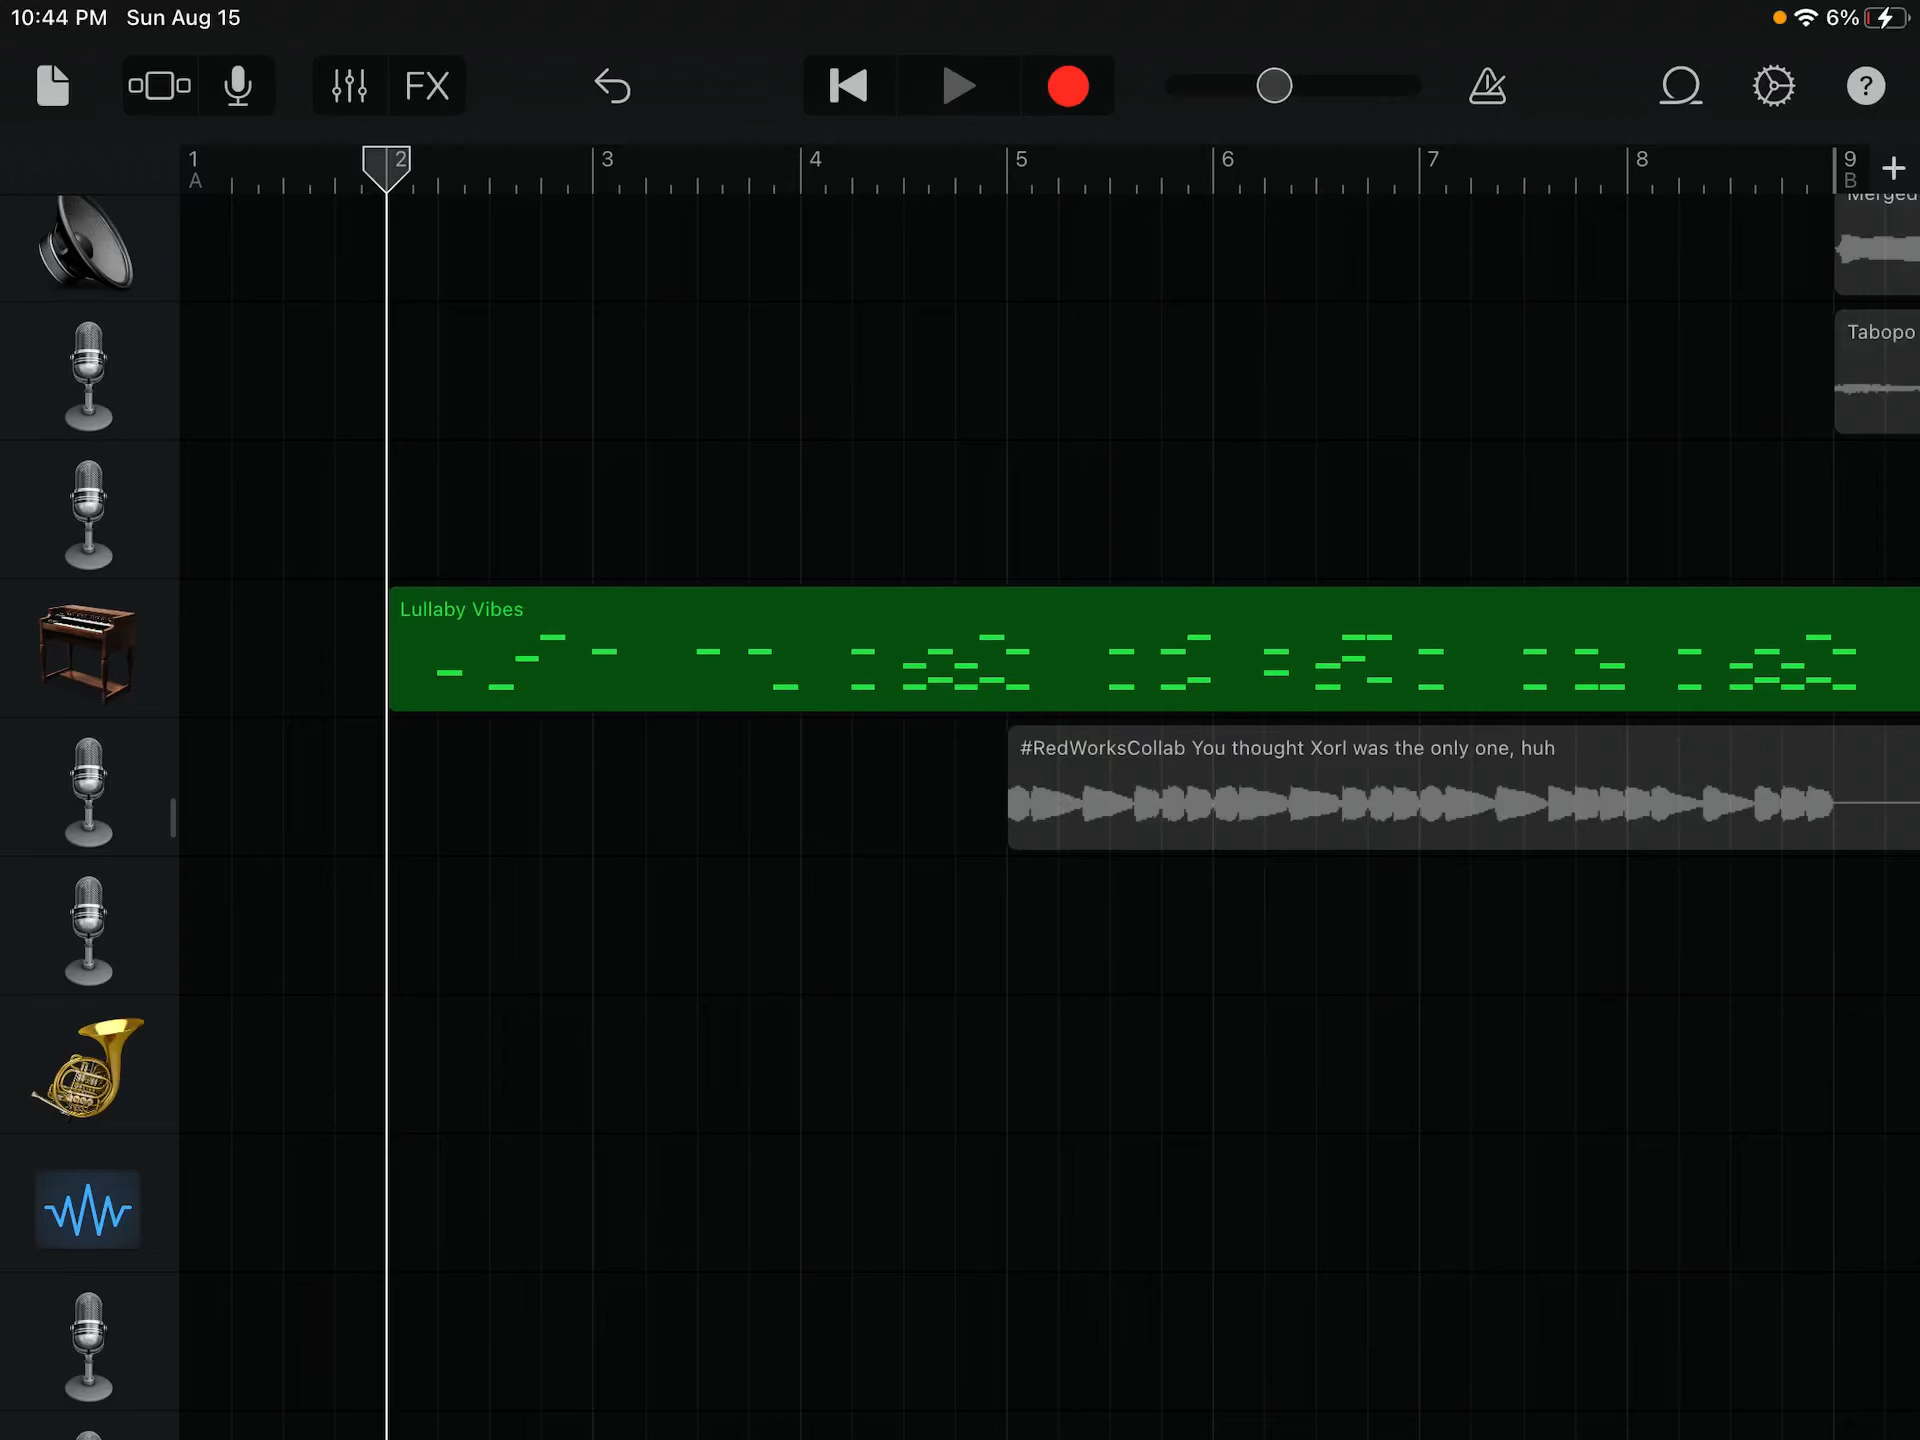 10:44 PM Sun Aug 15
6%
FX
?
1 2 3 4 5 6 7 8 9
A B
Merged
Tabopo
Lullaby Vibes
#RedWorksCollab You thought Xorl was the only one, huh